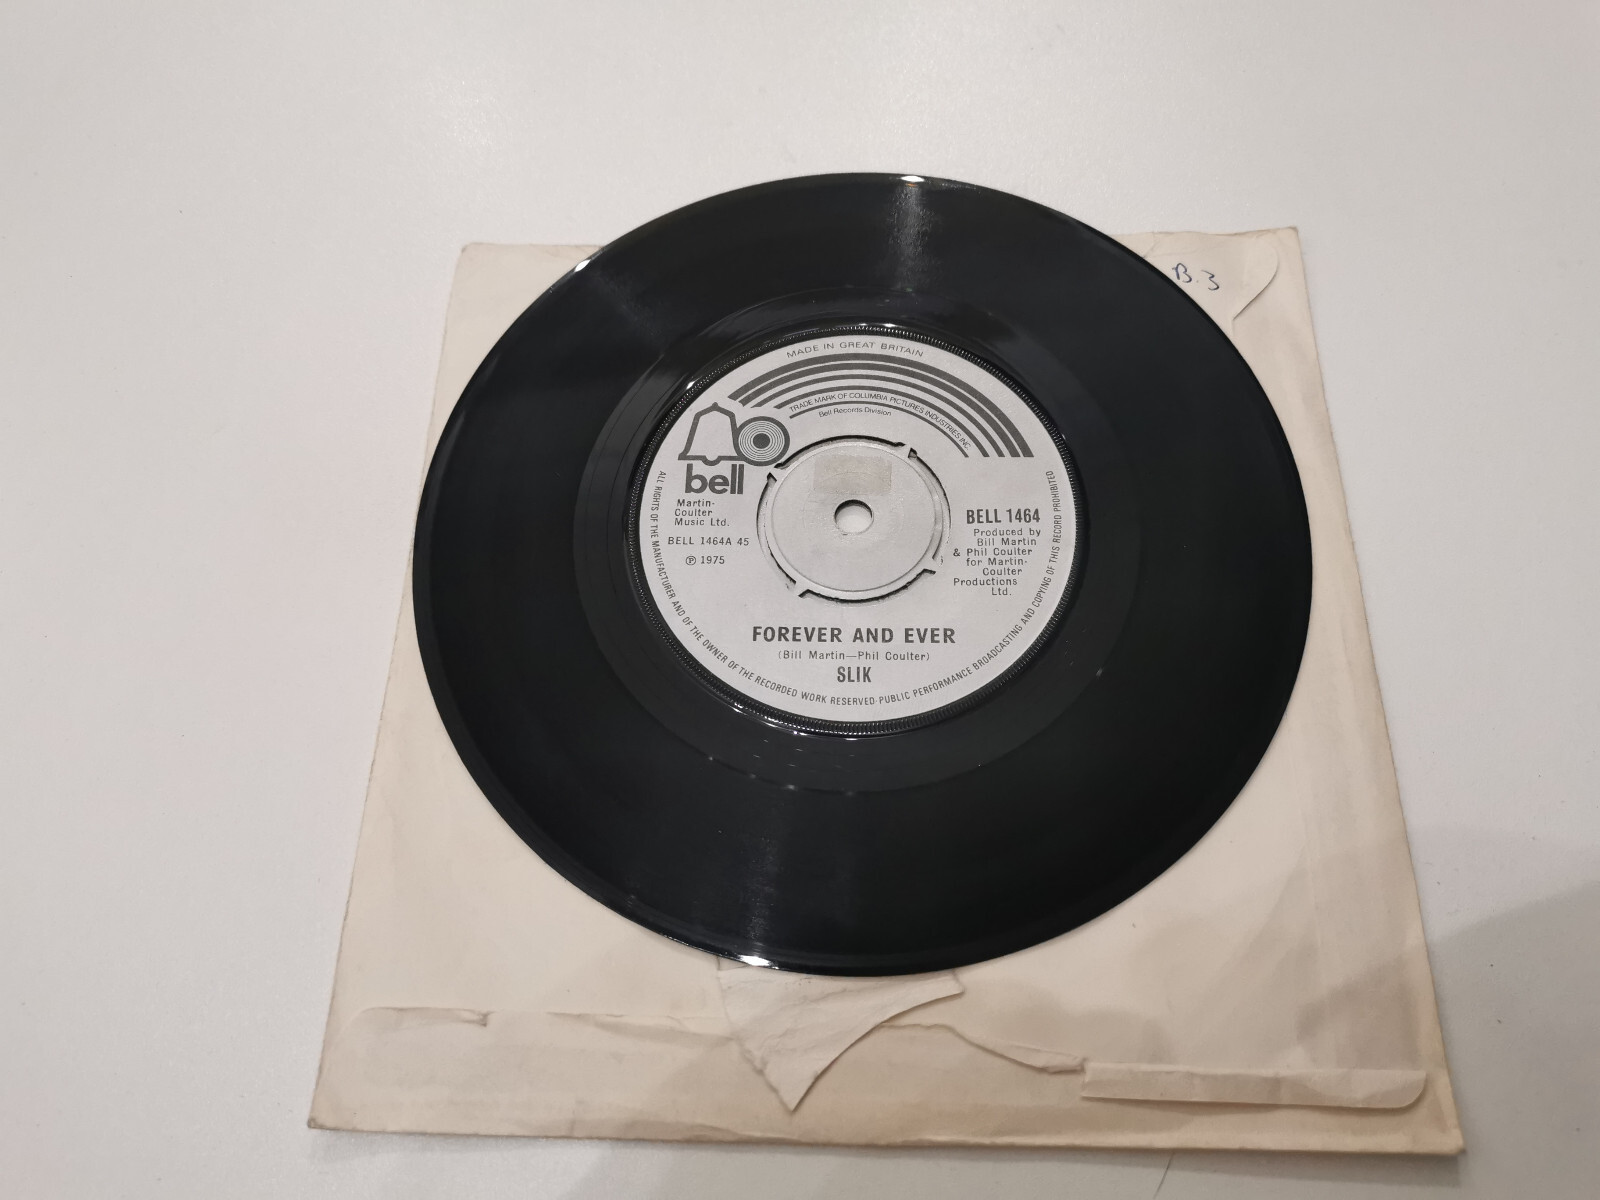 B.3
MADE IN GREAT BRITAIN
TRADE MARK OF COLUMBIA PICTURES INDUSTRIES INC.
Bell Records Division
bell
Martin-
Coulter
Music Ltd.
BELL 1464A 45
℗ 1975
BELL 1464
Produced by
Bill Martin
& Phil Coulter
for Martin-
Coulter
Productions
Ltd.
FOREVER AND EVER
(Bill Martin—Phil Coulter)
SLIK
ALL RIGHTS OF THE MANUFACTURER AND OF THE OWNER OF THE RECORDED WORK RESERVED·PUBLIC PERFORMANCE BROADCASTING AND COPYING OF THIS RECORD PROHIBITED